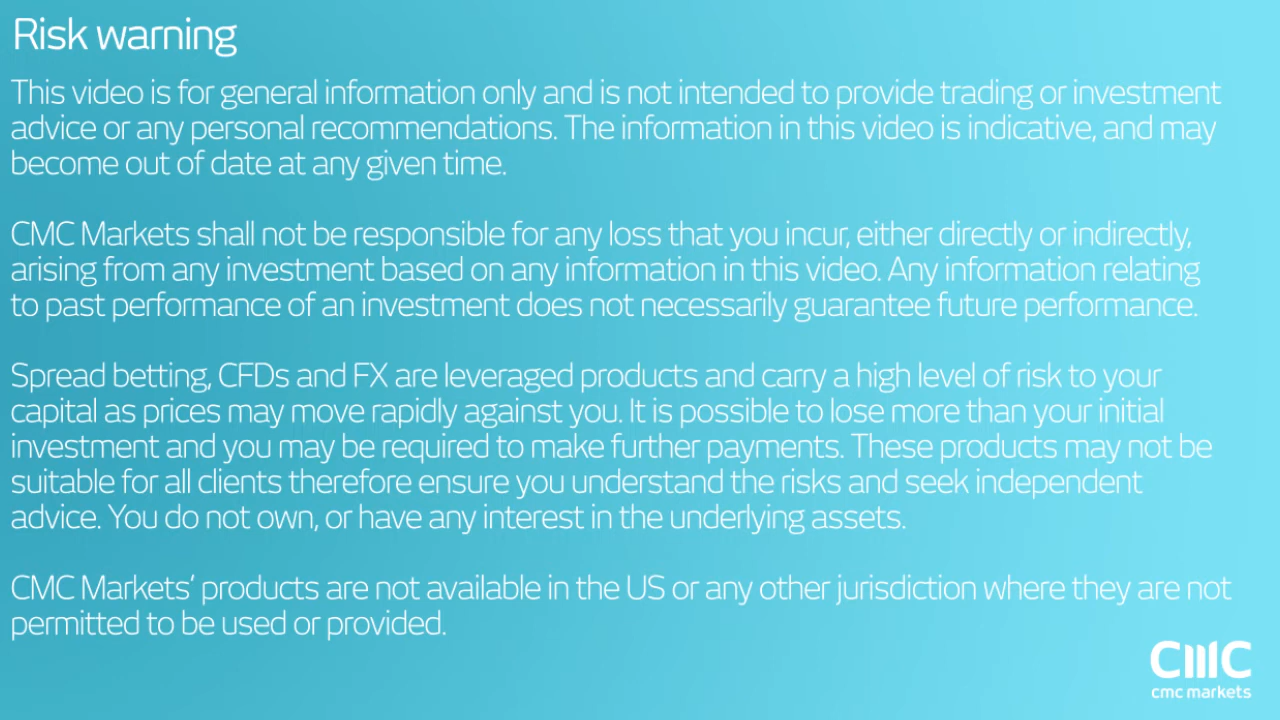 Risk warning
This video is for general information only and is not intended to provide trading or investment
advice or any personal recommendations. The information in this video is indicative, and may
become out of date at any given time.
CMC Markets shall not be responsible for any loss that you incur, either directly or indirectly,
arising from any investment based on any information in this video. Any information relating
to past performance of an investment does not necessarily guarantee future performance.
Spread betting, CFDs and FX are leveraged products and carry a high level of risk to your
capital as prices may move rapidly against you. It is possible to lose more than your initial
investment and you may be required to make further payments. These products may not be
suitable for all clients therefore ensure you understand the risks and seek independent
advice. You do not own, or have any interest in the underlying assets.
CMC Markets’ products are not available in the US or any other jurisdiction where they are not
permitted to be used or provided.
CMC
cmc markets